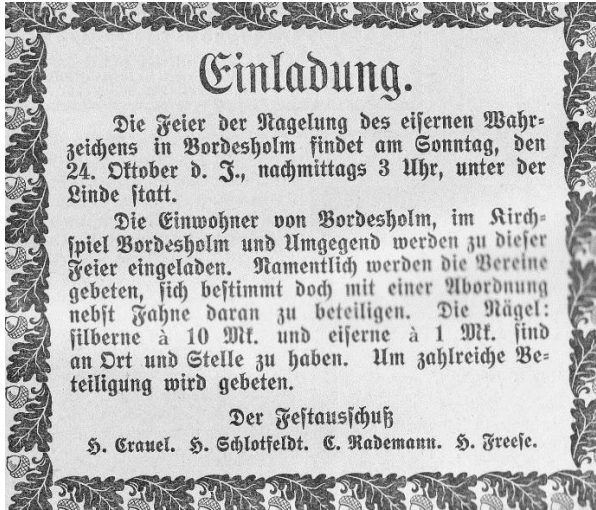 Einladung.
Die Feier der Nagelung des eisernen Wahr-
zeichens in Bordesholm findet am Sonntag, den
24. Oktober d. J., nachmittags 3 Uhr, unter der
Linde statt.
Die Einwohner von Bordesholm, im Kirch-
spiel Bordesholm und Umgegend werden zu dieser
Feier eingeladen. Namentlich werden die Vereine
gebeten, sich bestimmt doch mit einer Abordnung
nebst Fahne daran zu beteiligen. Die Nägel:
silberne à 10 Mk. und eiserne à 1 Mk. sind
an Ort und Stelle zu haben. Um zahlreiche Be-
teiligung wird gebeten.
Der Festausschuß
H. Crauel. H. Schlotfeldt. C. Rademann. H. Freese.